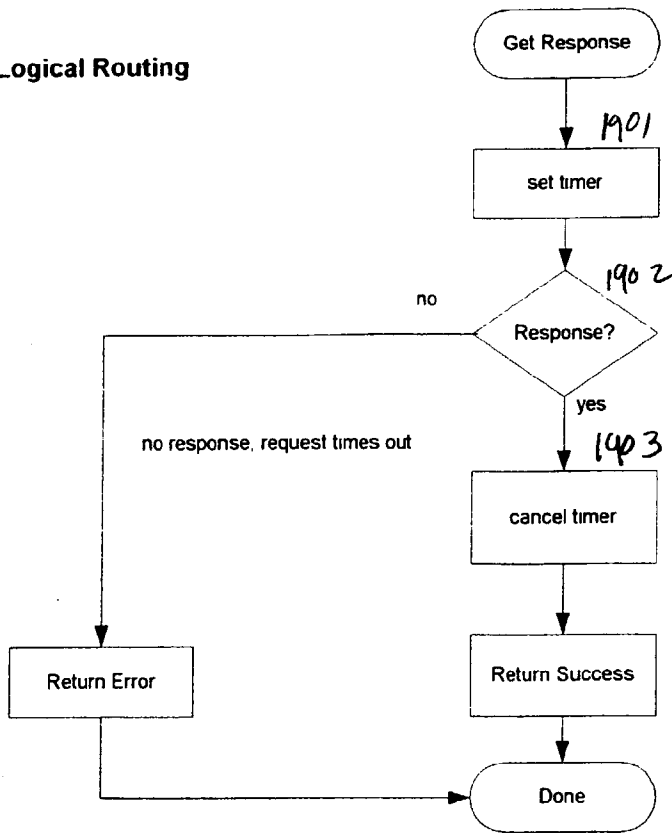 Get Response
Logical Routing
1901
set timer
1902
no
Response?
yes
no response, request times out
1903
cancel timer
Return Error
Return Success
Done